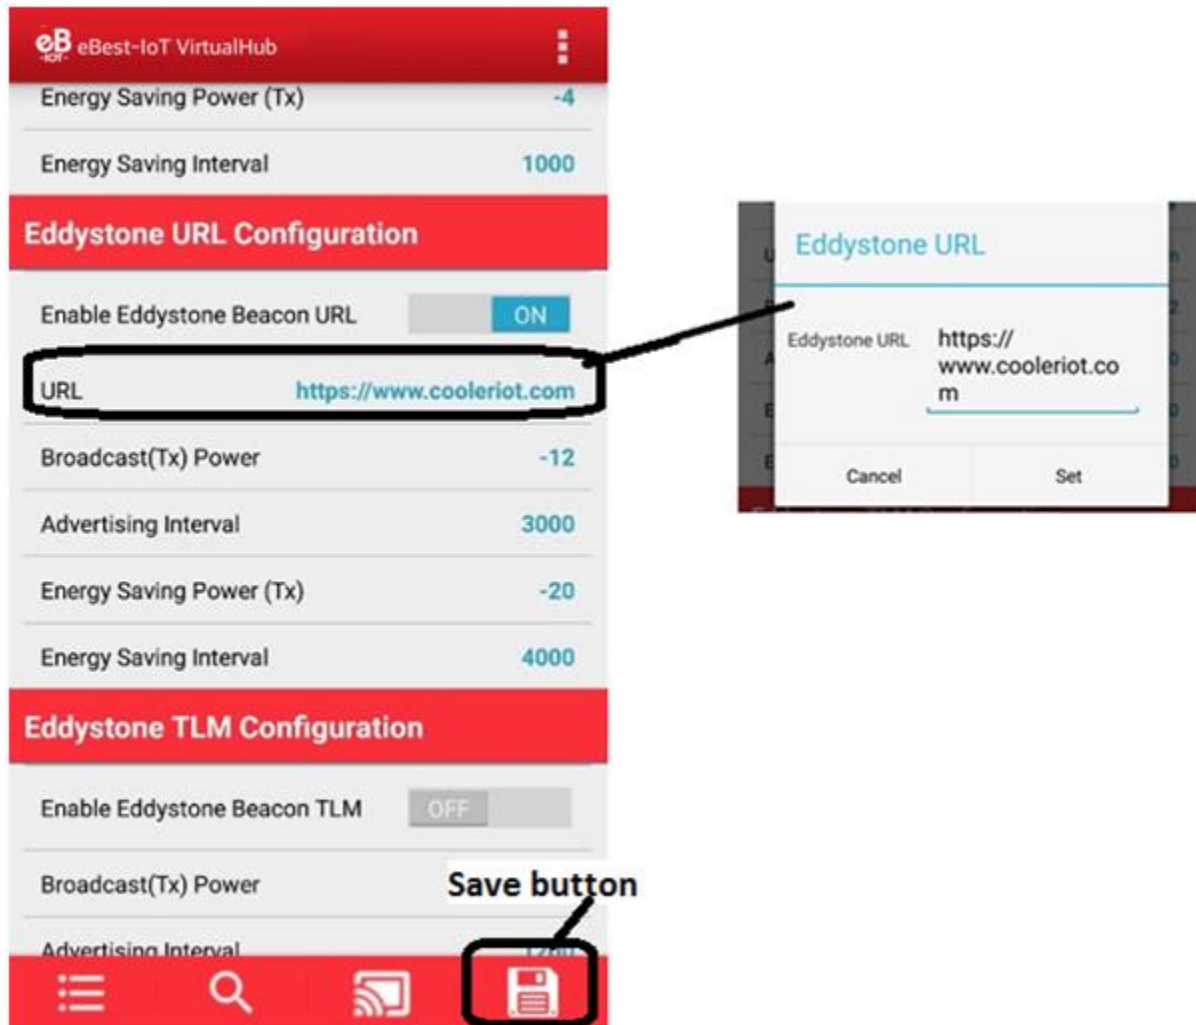 eB
-IOT-
eBest-IoT VirtualHub
Energy Saving Power (Tx) -4
Energy Saving Interval 1000
Eddystone URL Configuration
Enable Eddystone Beacon URL ON
URL https://www.cooleriot.com
Broadcast(Tx) Power -12
Advertising Interval 3000
Energy Saving Power (Tx) -20
Energy Saving Interval 4000
Eddystone TLM Configuration
Enable Eddystone Beacon TLM OFF
Broadcast(Tx) Power
Save button
Advertising Interval
Eddystone URL
Eddystone URL https://
www.cooleriot.co
m
Cancel Set